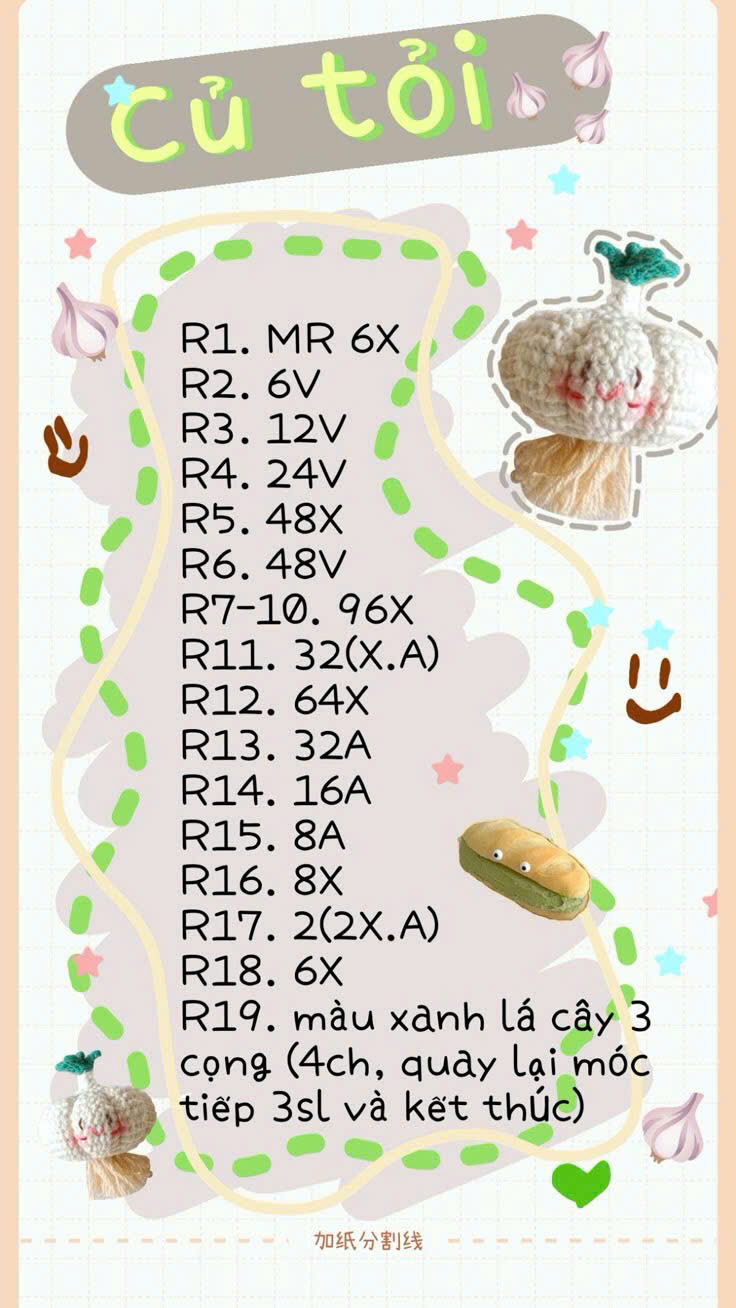 Củ tỏi
R1. MR 6X
R2. 6V
R3. 12V
R4. 24V
R5. 48X
R6. 48V
R7-10. 96X
R11. 32(X.A)
R12. 64X
R13. 32A
R14. 16A
R15. 8A
R16. 8X
R17. 2(2X.A)
R18. 6X
R19. màu xanh lá cây 3
cọng (4ch, quay lại móc
tiếp 3sl và kết thúc)
加纸分割线